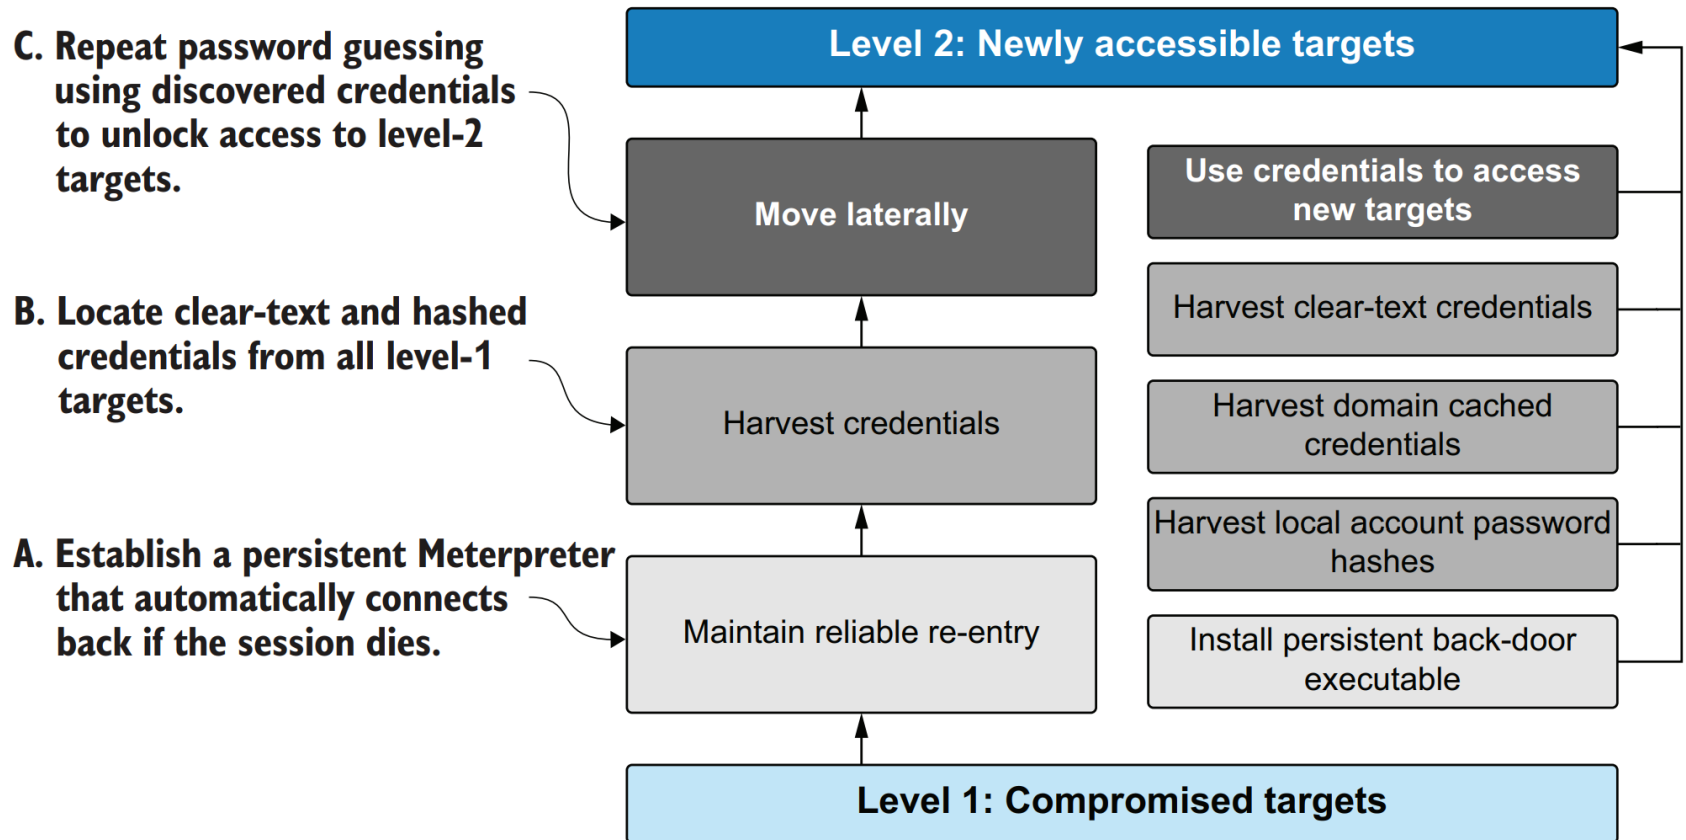 Level 2: Newly accessible targets
C. Repeat password guessing
using discovered credentials
to unlock access to level-2
targets.
Move laterally
Use credentials to access
new targets
Harvest clear-text credentials
B. Locate clear-text and hashed
credentials from all level-1
targets.
Harvest credentials
Harvest domain cached
credentials
Harvest local account password
hashes
A. Establish a persistent Meterpreter
that automatically connects
back if the session dies.
Maintain reliable re-entry
Install persistent back-door
executable
Level 1: Compromised targets